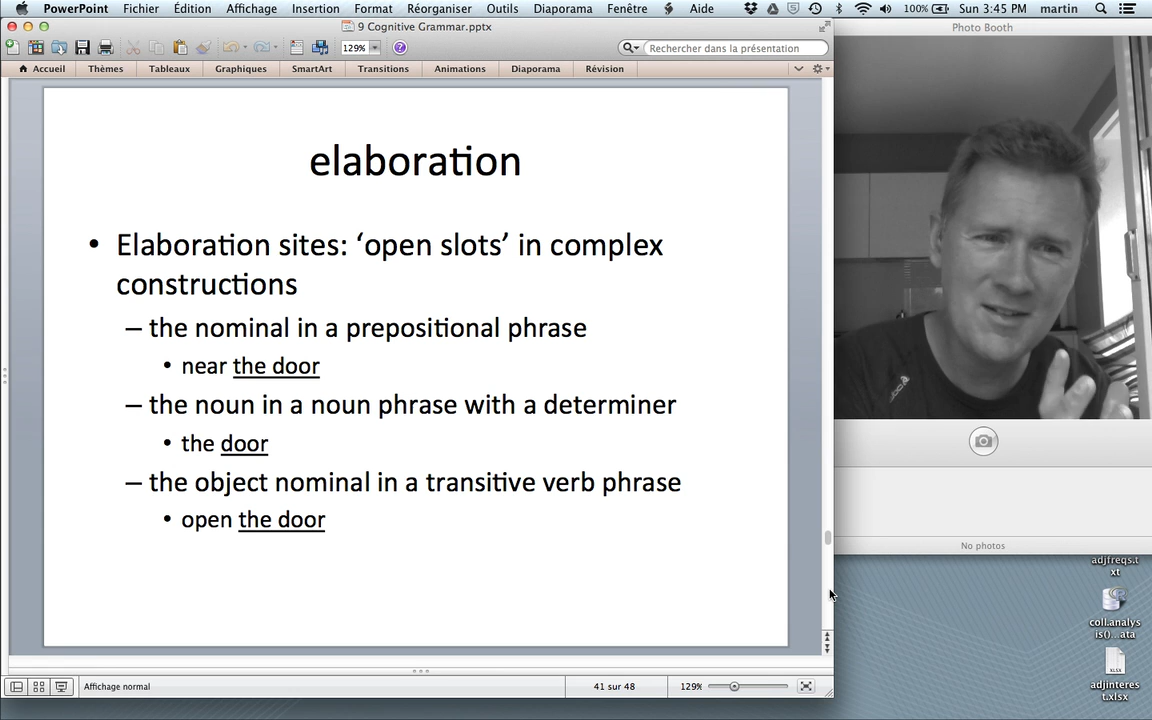 PowerPoint Fichier Édition Affichage Insertion Format Réorganiser Outils Diaporama Fenêtre Aide 100% Sun 3:45 PM martin
9 Cognitive Grammar.pptx
Photo Booth
129% Rechercher dans la présentation
Accueil Thèmes Tableaux Graphiques SmartArt Transitions Animations Diaporama Révision
elaboration
• Elaboration sites: ‘open slots’ in complex
constructions
– the nominal in a prepositional phrase
• near the door
– the noun in a noun phrase with a determiner
• the door
– the object nominal in a transitive verb phrase
• open the door
No photos
adjfreqs.t
xt
coll.analy
sis()...ata
adjinteres
t.xlsx
XLSX
Affichage normal 41 sur 48 129%